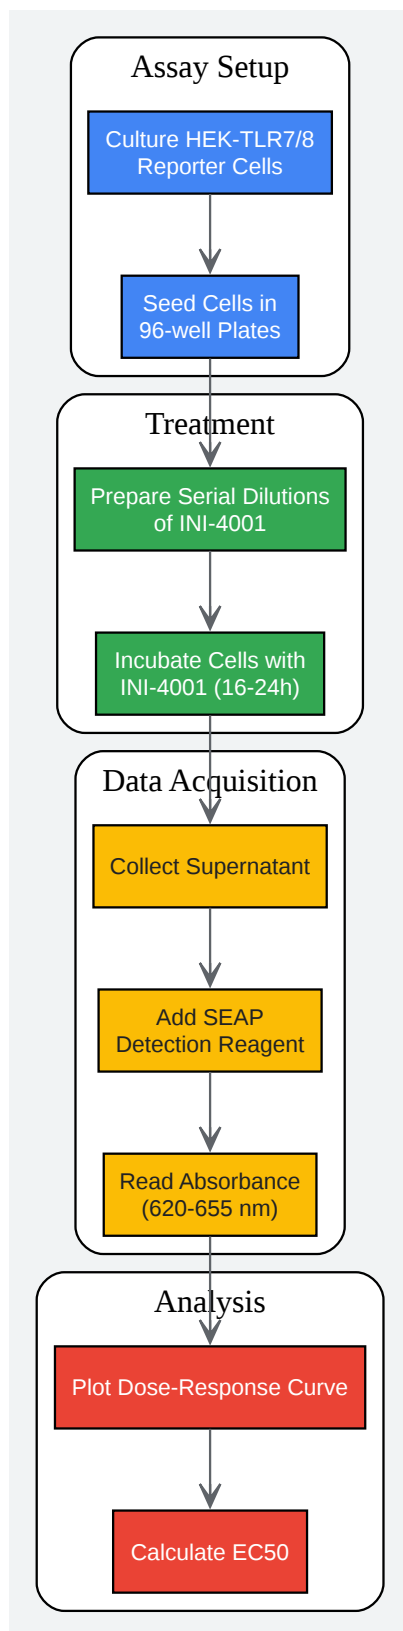 Assay Setup
Culture HEK-TLR7/8
Reporter Cells
Seed Cells in
96-well Plates
Treatment
Prepare Serial Dilutions
of INI-4001
Incubate Cells with
INI-4001 (16-24h)
Data Acquisition
Collect Supernatant
Add SEAP
Detection Reagent
Read Absorbance
(620-655 nm)
Analysis
Plot Dose-Response Curve
Calculate EC50